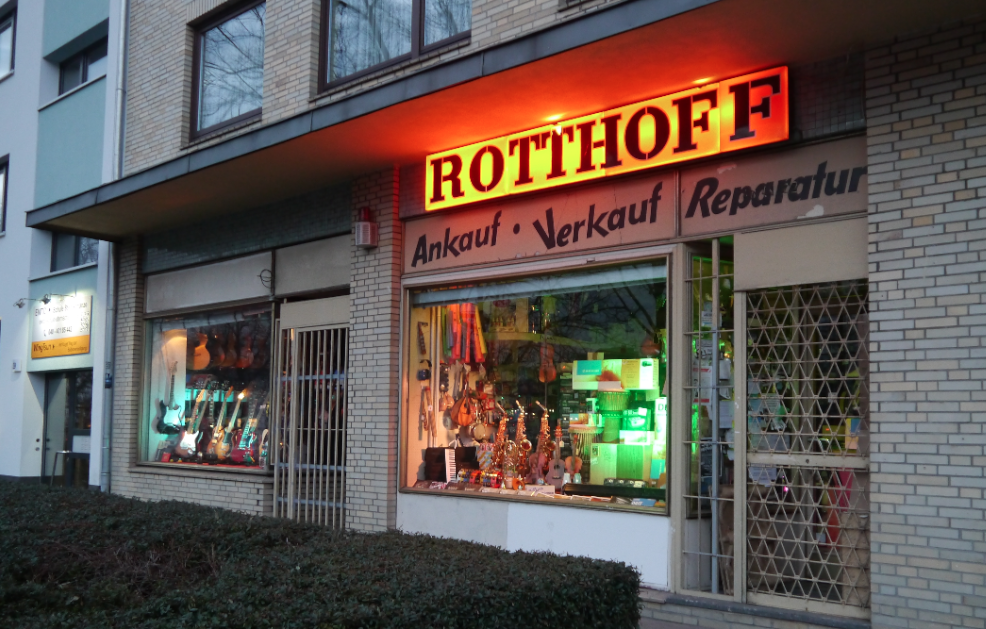 ROTTHOFF
Ankauf · Verkauf Reparatur